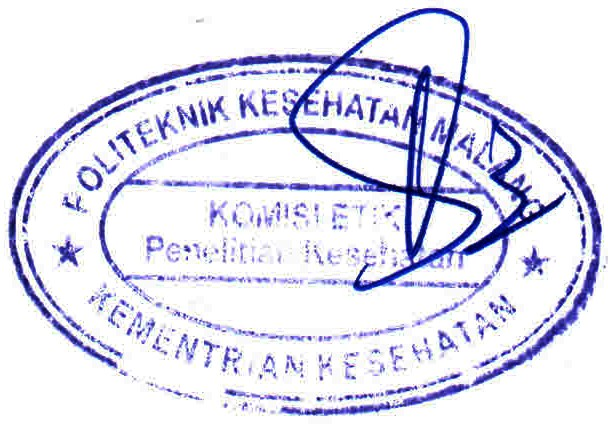 POLITEKNIK KESEHATAN MALANG
KOMISI ETIK
Penelitian Kesehatan
KEMENTRIAN KESEHATAN